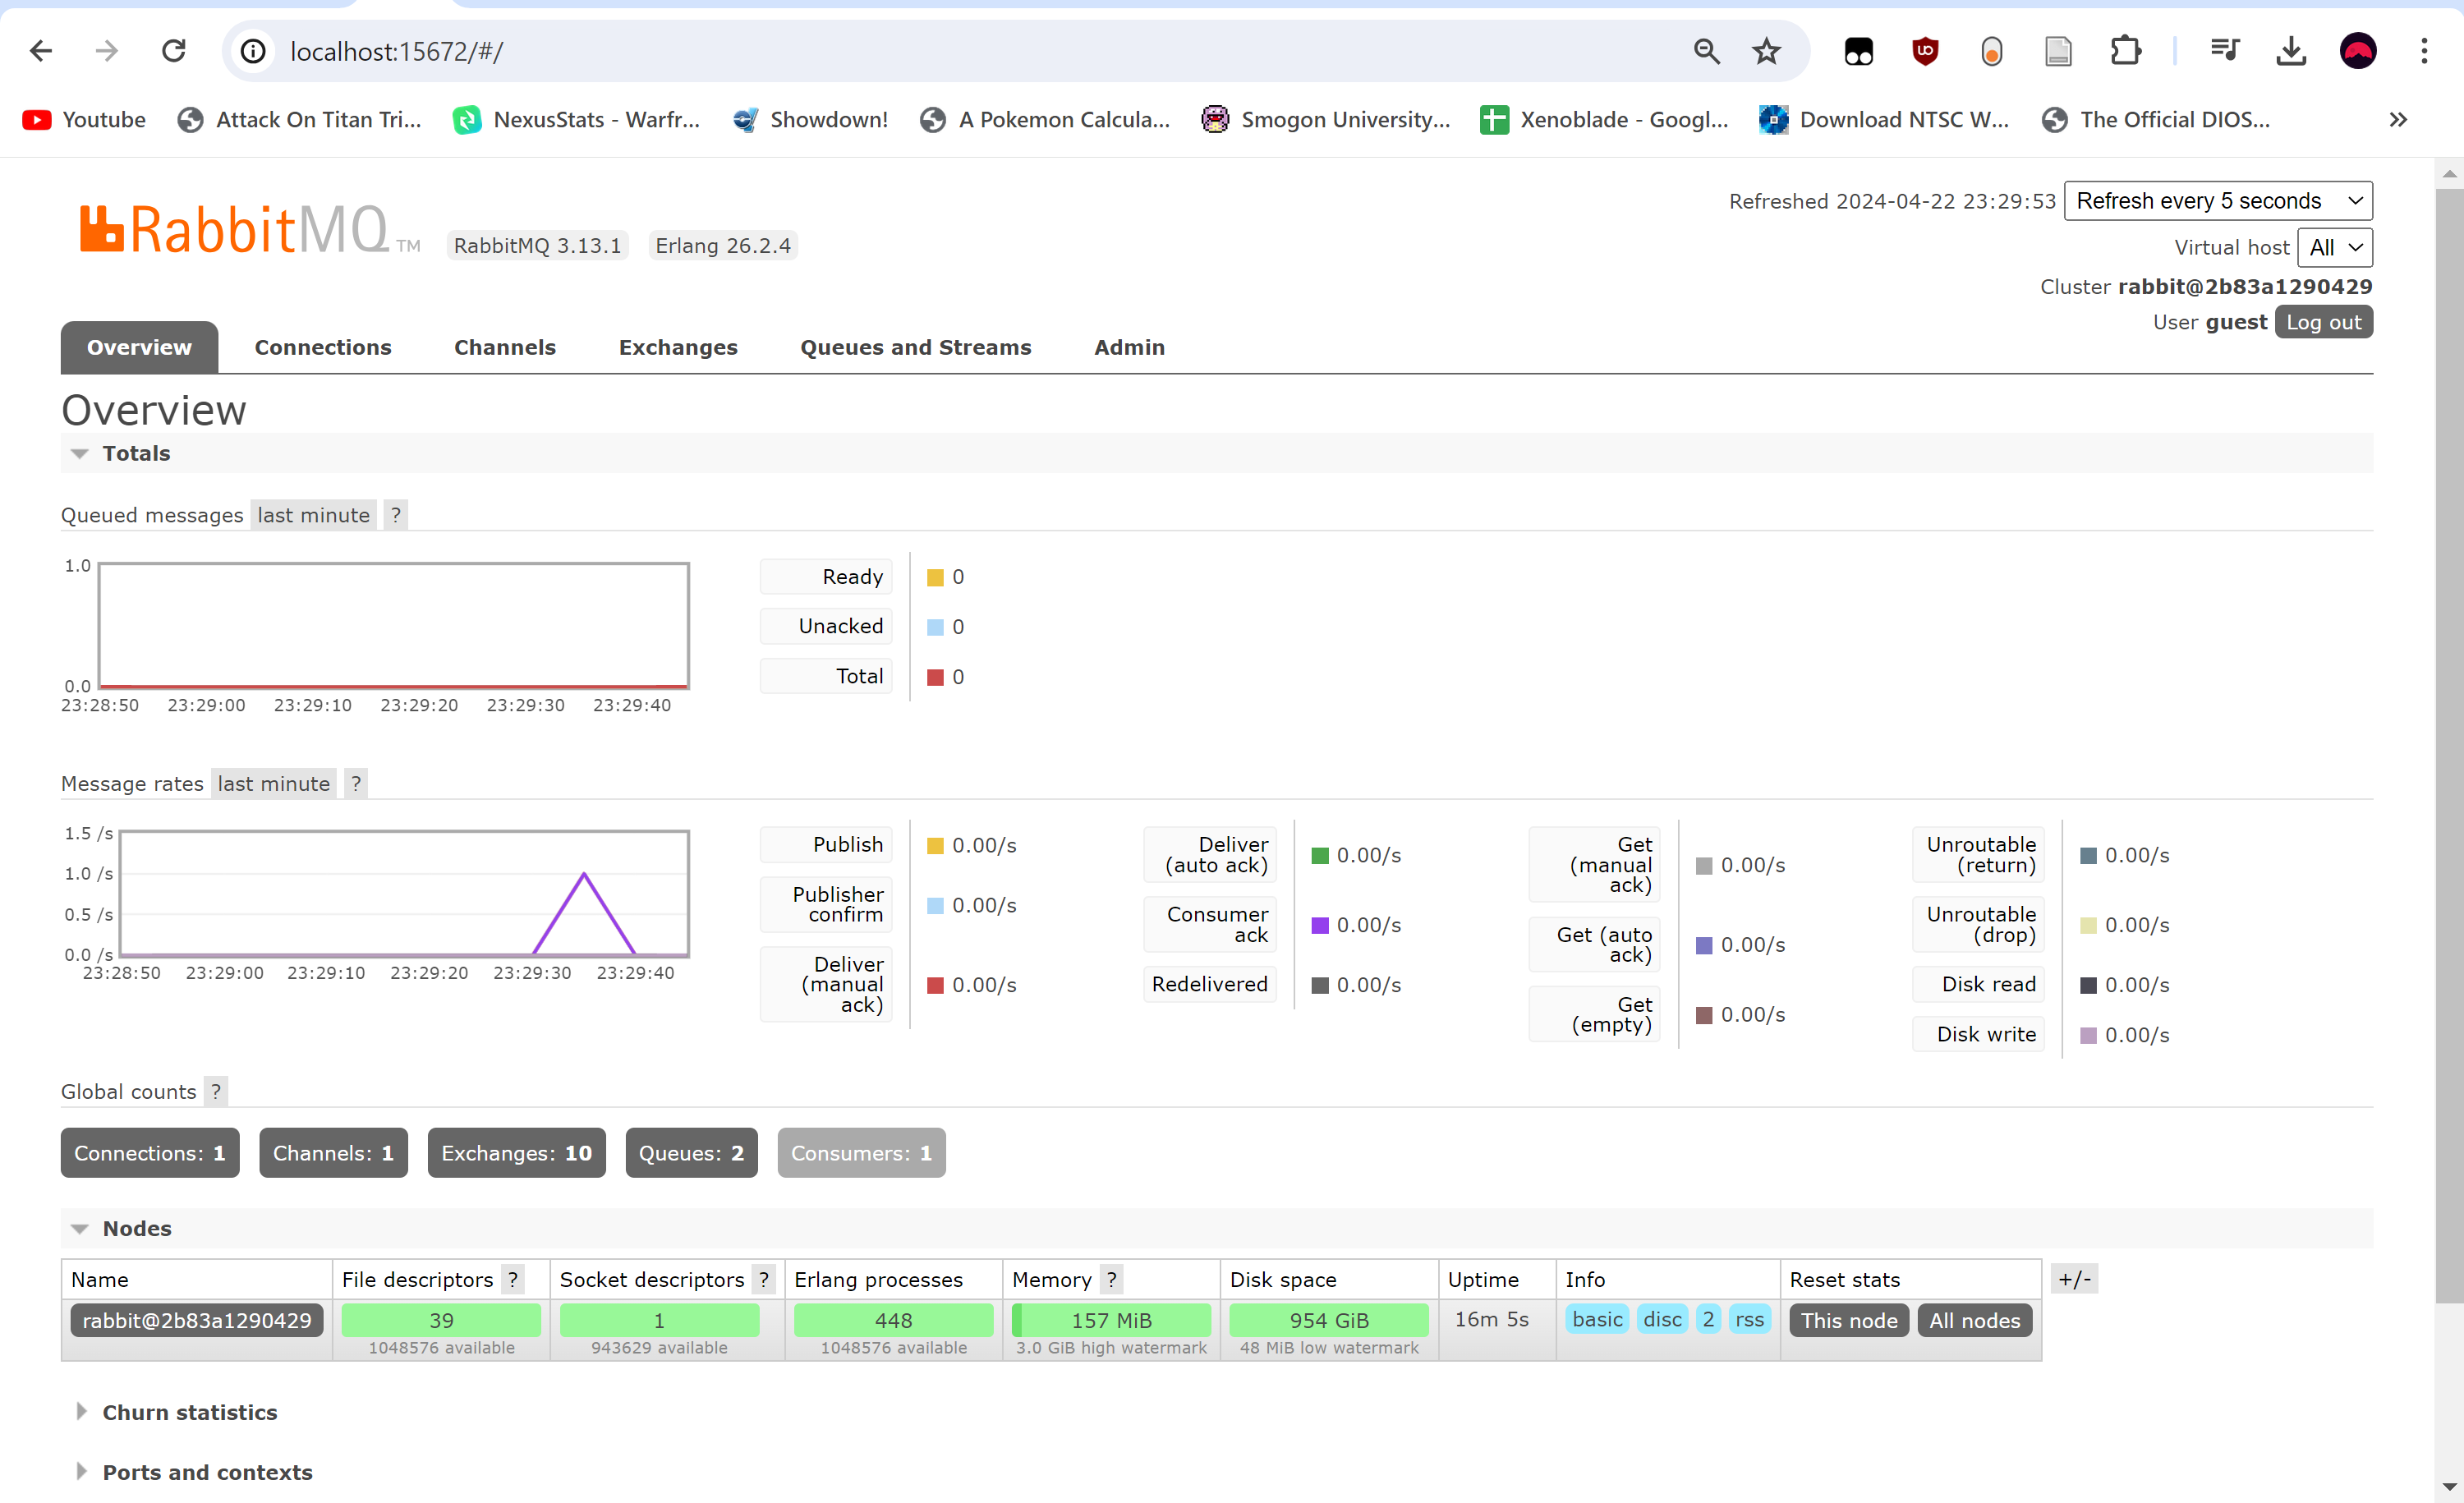 localhost:15672/#/
Youtube
Attack On Titan Tri...
NexusStats - Warfr...
Showdown!
A Pokemon Calcula...
Smogon University...
Xenoblade - Googl...
Download NTSC W...
The Official DIOS...
RabbitMQ TM
RabbitMQ 3.13.1
Erlang 26.2.4
Refreshed 2024-04-22 23:29:53
Refresh every 5 seconds
Virtual host All
Cluster rabbit@2b83a1290429
User guest Log out
Overview
Connections
Channels
Exchanges
Queues and Streams
Admin
Overview
Totals
Queued messages last minute ?
1.0
0.0
23:28:50 23:29:00 23:29:10 23:29:20 23:29:30 23:29:40
Ready 0
Unacked 0
Total 0
Message rates last minute ?
1.5 /s
1.0 /s
0.5 /s
0.0 /s
23:28:50 23:29:00 23:29:10 23:29:20 23:29:30 23:29:40
Publish 0.00/s
Publisher
confirm 0.00/s
Deliver
(manual
ack) 0.00/s
Deliver
(auto ack) 0.00/s
Consumer
ack 0.00/s
Redelivered 0.00/s
Get
(manual
ack) 0.00/s
Get (auto
ack) 0.00/s
Get
(empty) 0.00/s
Unroutable
(return) 0.00/s
Unroutable
(drop) 0.00/s
Disk read 0.00/s
Disk write 0.00/s
Global counts ?
Connections: 1
Channels: 1
Exchanges: 10
Queues: 2
Consumers: 1
Nodes
Name File descriptors ? Socket descriptors ? Erlang processes Memory ? Disk space Uptime Info Reset stats +/-
rabbit@2b83a1290429 39 1 448 157 MiB 954 GiB 16m 5s basic disc 2 rss This node All nodes
1048576 available 943629 available 1048576 available 3.0 GiB high watermark 48 MiB low watermark
Churn statistics
Ports and contexts